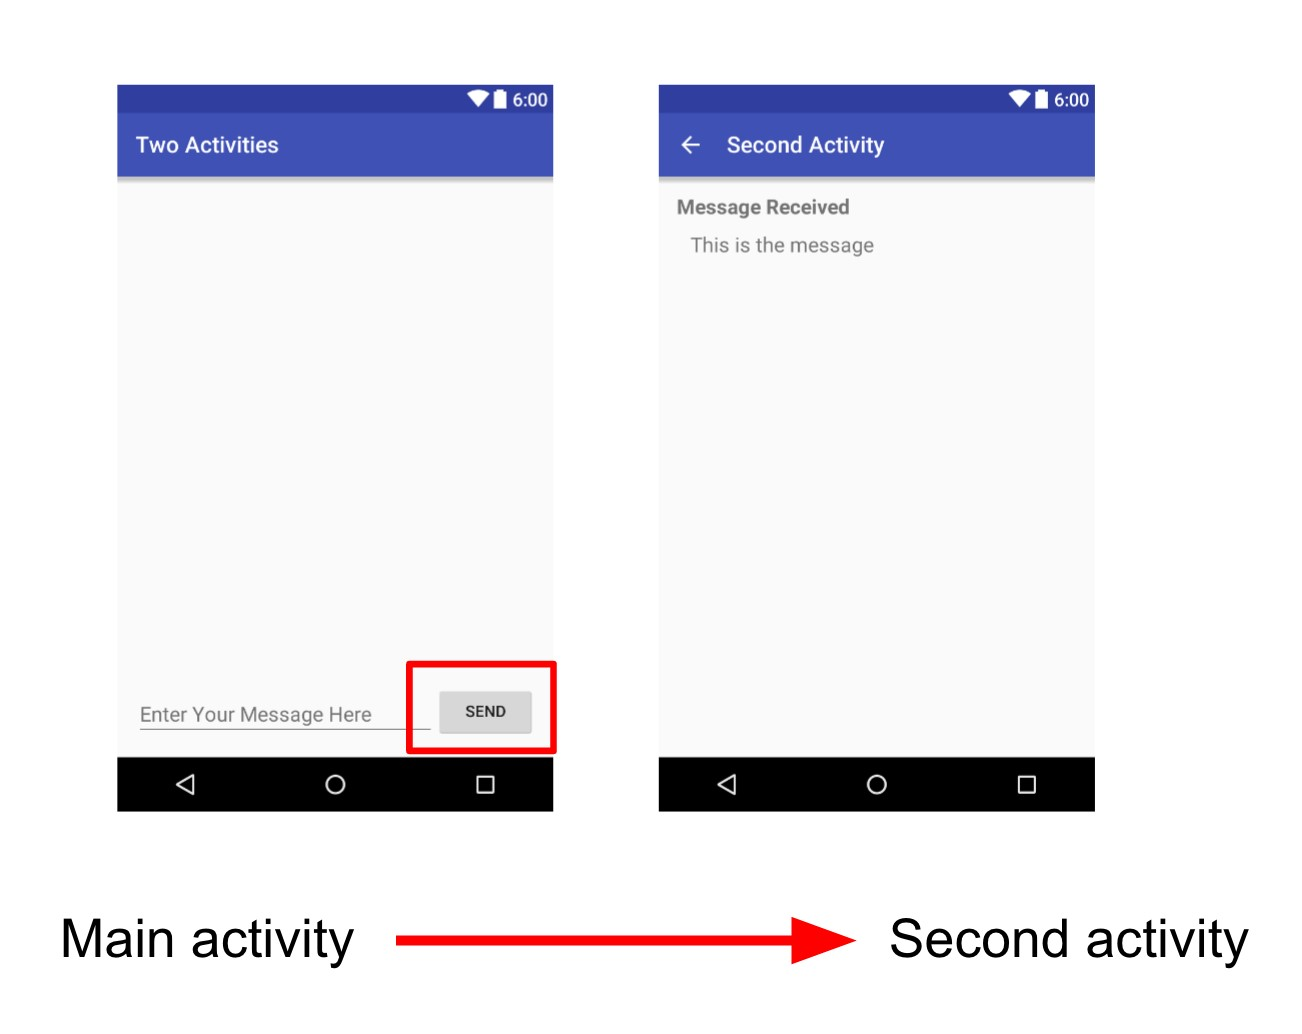 6:00
Two Activities
Enter Your Message Here
SEND
6:00
Second Activity
Message Received
This is the message
Main activity
Second activity